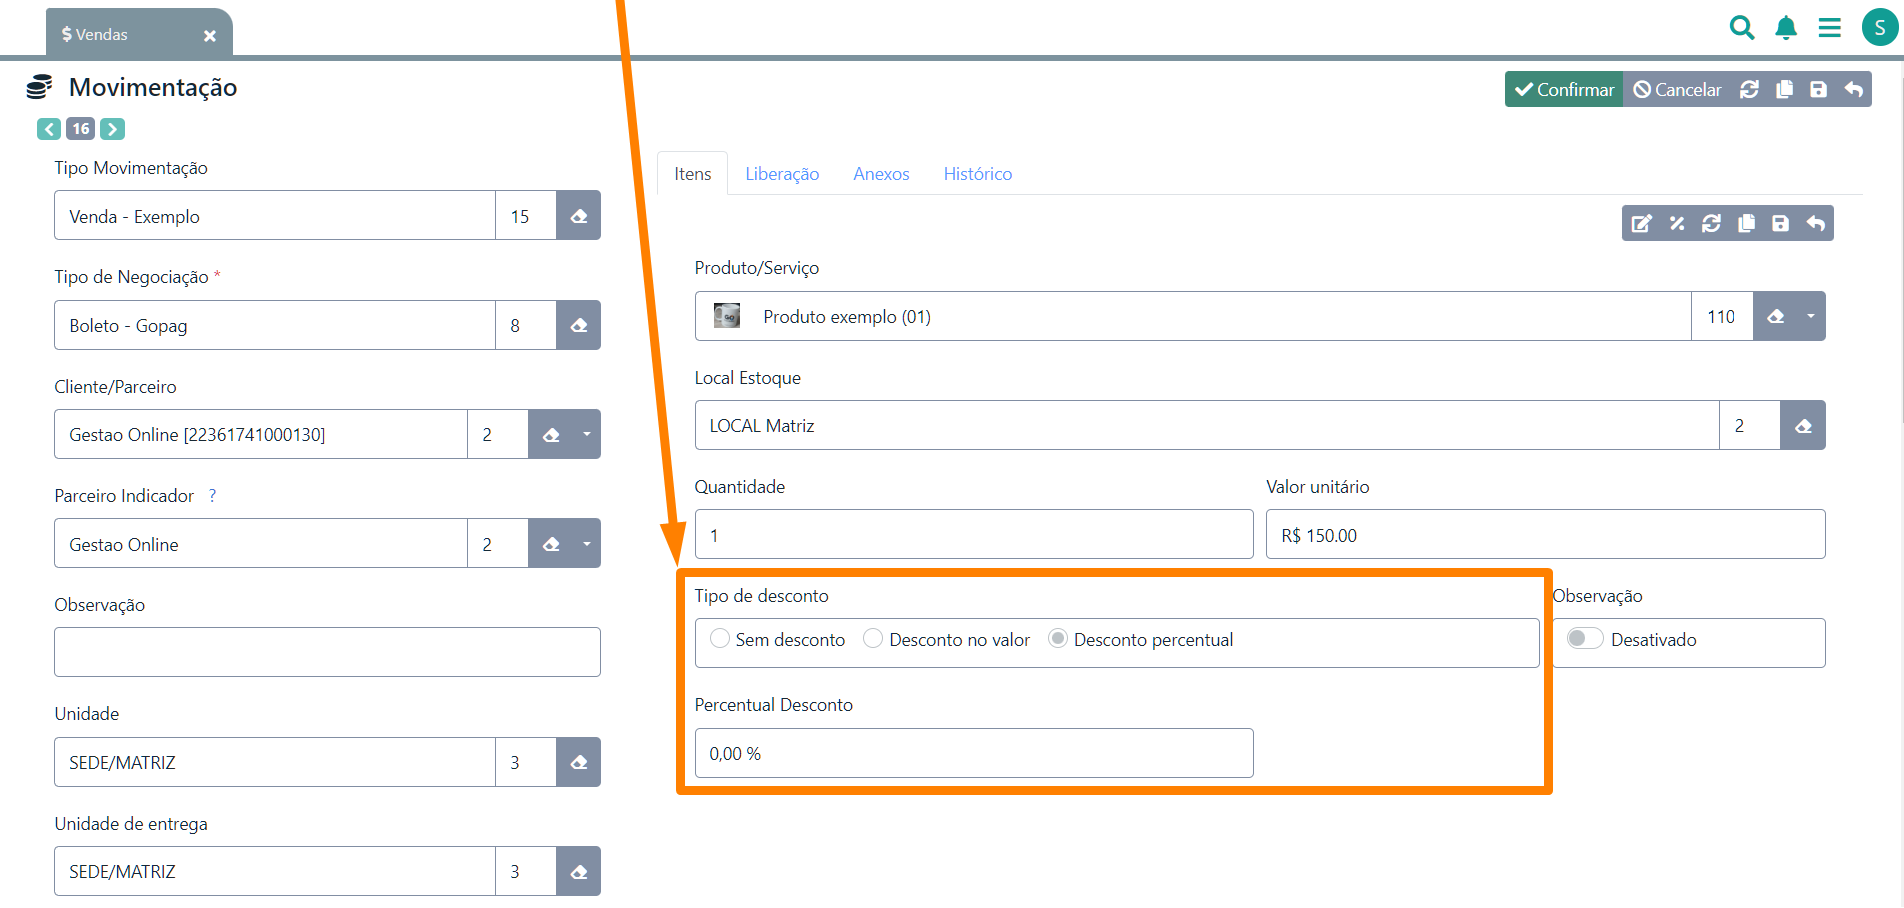 $ Vendas
S
Movimentação
Confirmar Cancelar
16
Tipo Movimentação
Venda - Exemplo 15
Tipo de Negociação *
Boleto - Gopag 8
Cliente/Parceiro
Gestao Online [22361741000130] 2
Parceiro Indicador ?
Gestao Online 2
Observação
Unidade
SEDE/MATRIZ 3
Unidade de entrega
SEDE/MATRIZ 3
Itens Liberação Anexos Histórico
Produto/Serviço
GO Produto exemplo (01) 110
Local Estoque
LOCAL Matriz 2
Quantidade Valor unitário
1 R$ 150.00
Tipo de desconto Observação
Sem desconto Desconto no valor Desconto percentual Desativado
Percentual Desconto
0,00 %